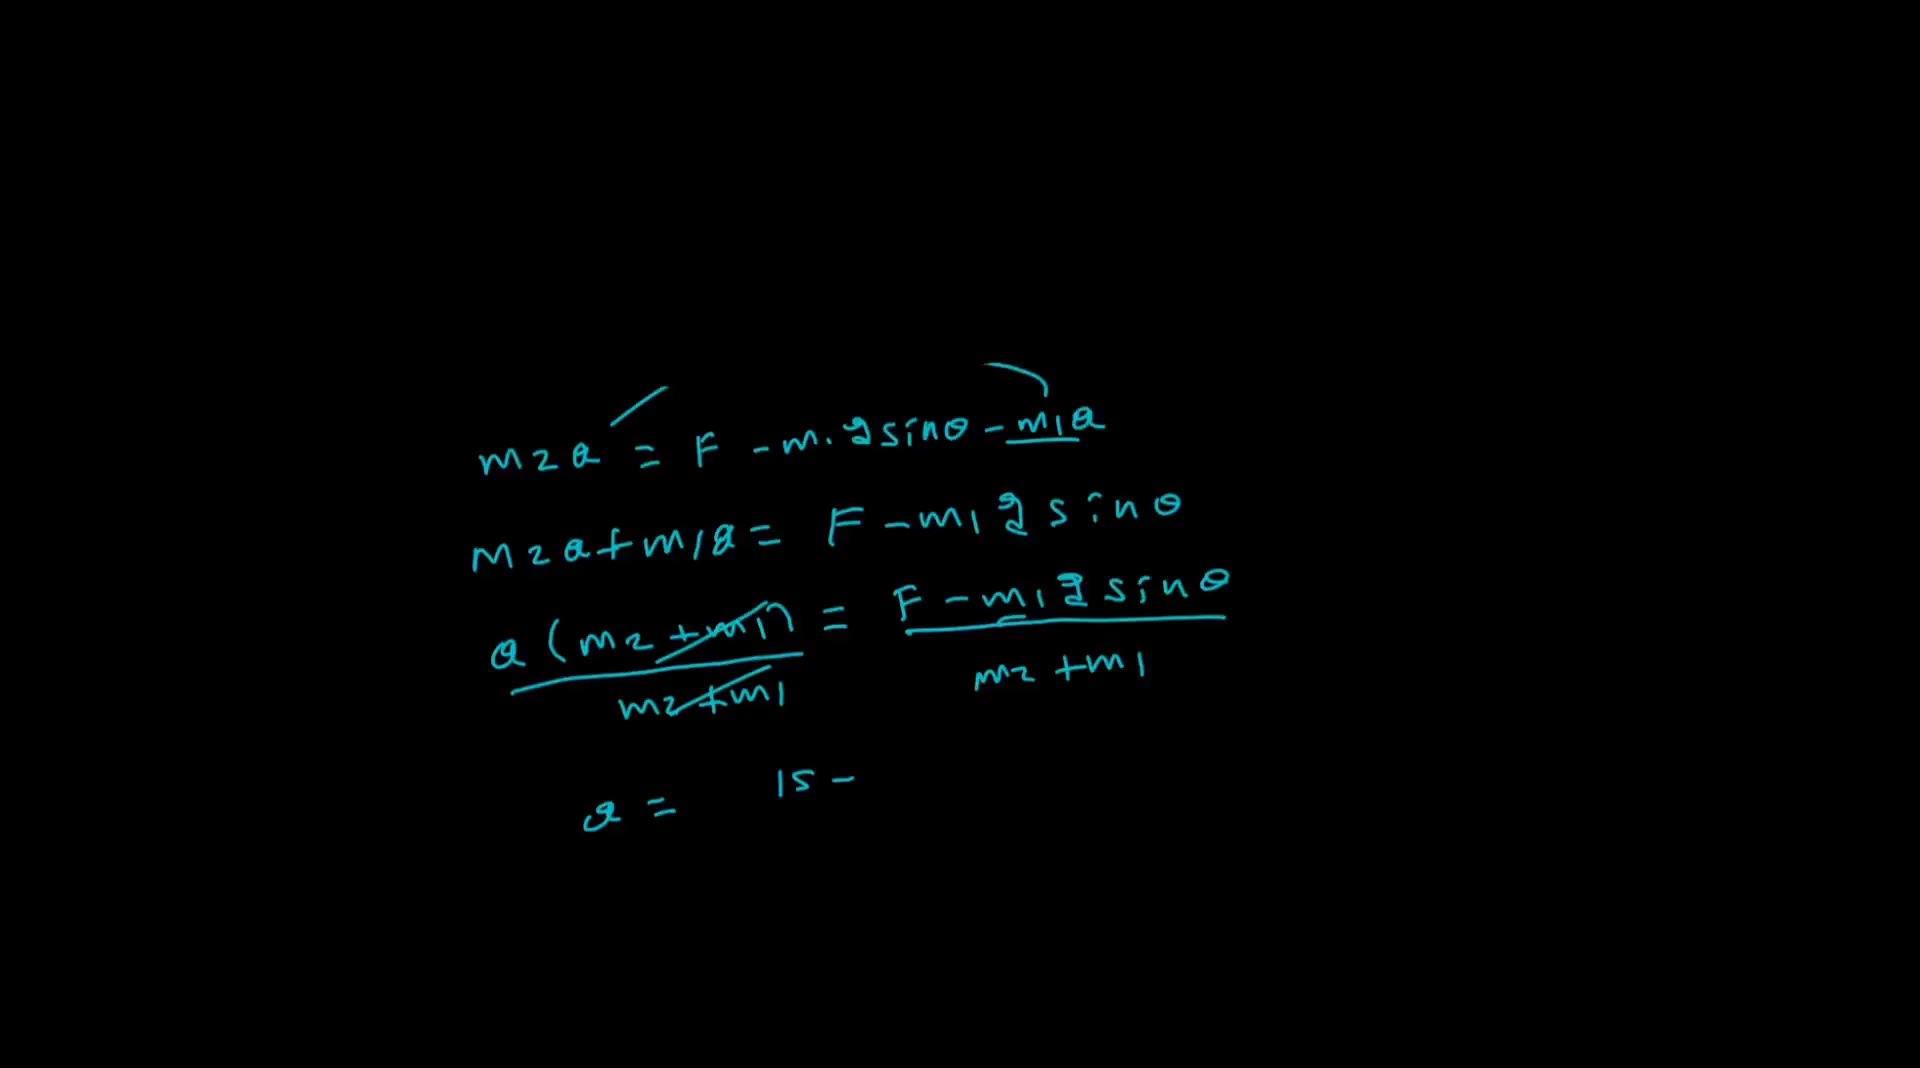 m2a = F - m1gsinθ - m1a
m2a + m1a = F - m1gsinθ
a(m2 + m1) = F - m1gsinθ
m2 + m1 m2 + m1
a = 15 -